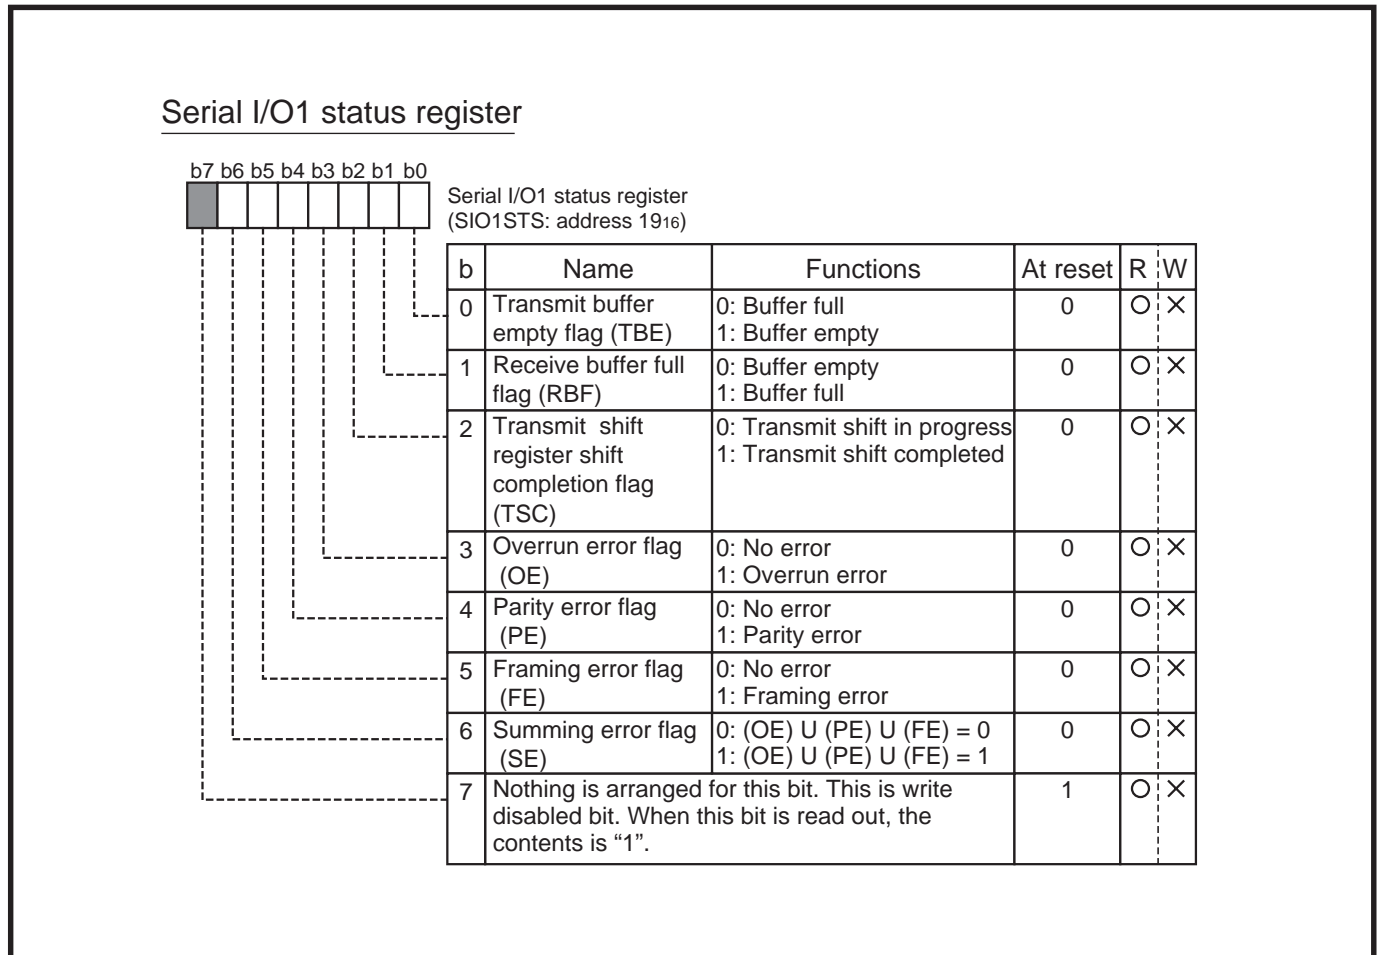 Serial I/O1 status register
b7 b6 b5 b4 b3 b2 b1 b0
Serial I/O1 status register
(SIO1STS: address 1916)
b Name Functions At reset R W
0 Transmit buffer 0: Buffer full 0 O X
empty flag (TBE) 1: Buffer empty
1 Receive buffer full 0: Buffer empty 0 O X
flag (RBF) 1: Buffer full
2 Transmit shift 0: Transmit shift in progress 0 O X
register shift 1: Transmit shift completed
completion flag
(TSC)
3 Overrun error flag 0: No error 0 O X
(OE) 1: Overrun error
4 Parity error flag 0: No error 0 O X
(PE) 1: Parity error
5 Framing error flag 0: No error 0 O X
(FE) 1: Framing error
6 Summing error flag 0: (OE) U (PE) U (FE) = 0 0 O X
(SE) 1: (OE) U (PE) U (FE) = 1
7 Nothing is arranged for this bit. This is write 1 O X
disabled bit. When this bit is read out, the
contents is “1”.